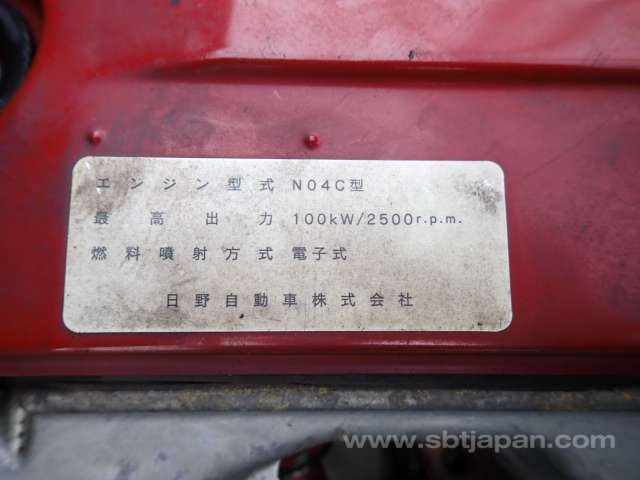 エンジン型式 N04C型
最高出力 100kW/2500r.p.m.
燃料噴射方式 電子式
日野自動車株式会社
www.sbtjapan.com